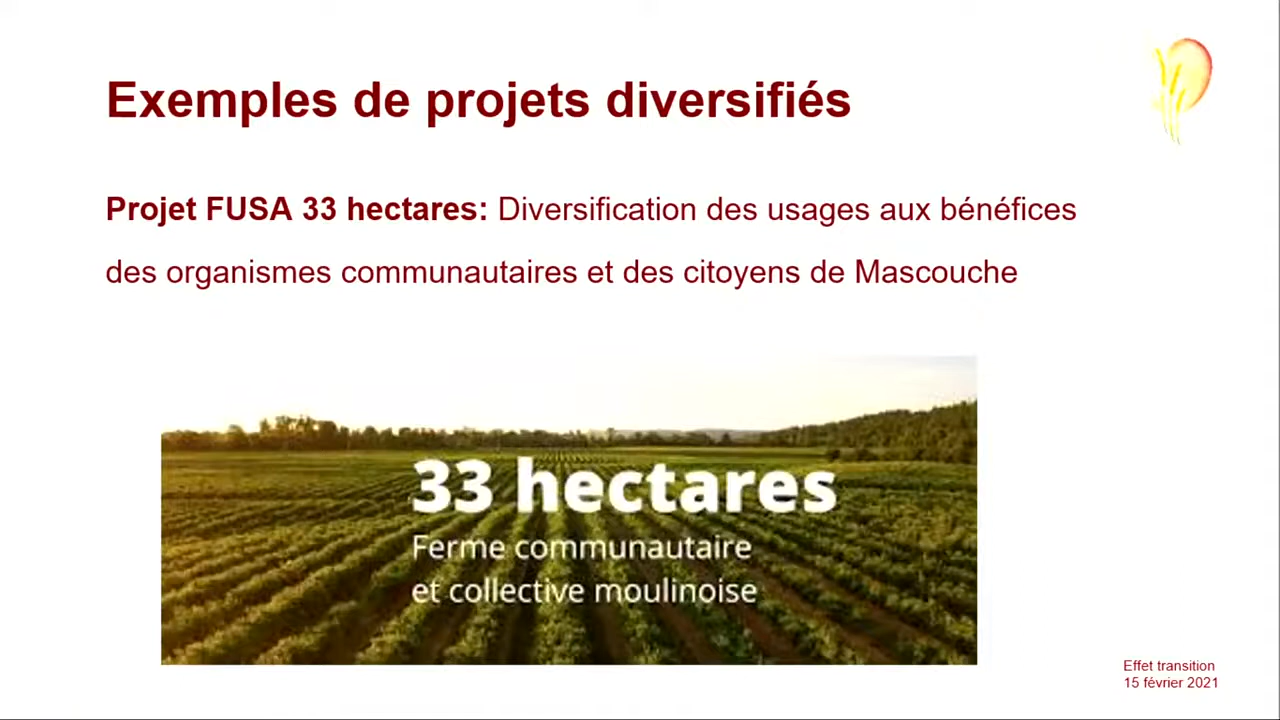 Exemples de projets diversifiés
Projet FUSA 33 hectares: Diversification des usages aux bénéfices
des organismes communautaires et des citoyens de Mascouche
33 hectares
Ferme communautaire
et collective moulinoise
Effet transition
15 février 2021